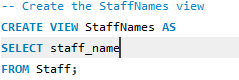 -- Create the StaffNames view
CREATE VIEW StaffNames AS
SELECT staff_name
FROM Staff;